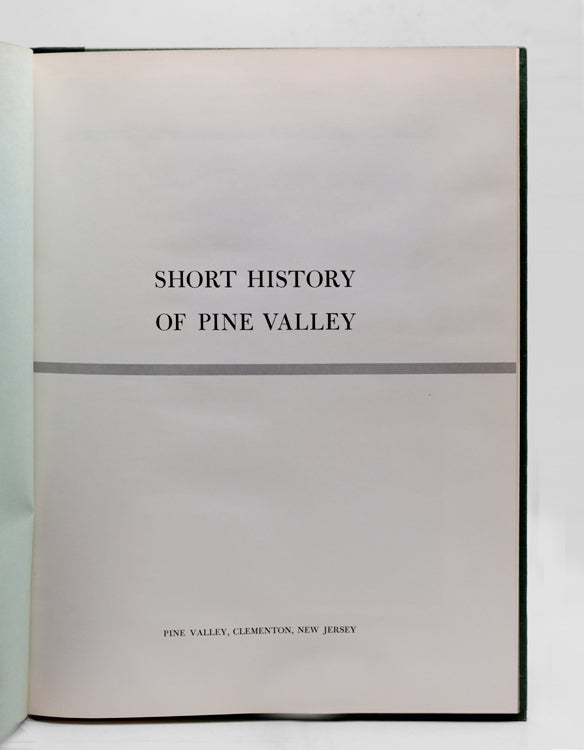 SHORT HISTORY
OF PINE VALLEY
PINE VALLEY, CLEMENTON, NEW JERSEY